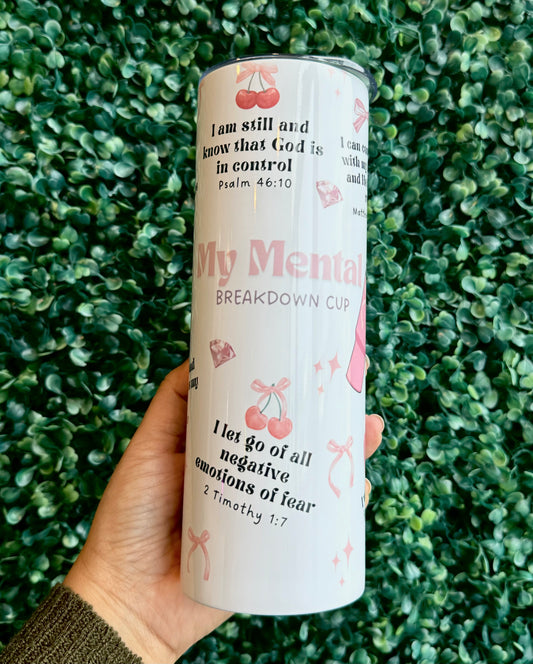 I am still and
know that God is
in control
Psalm 46:10
I can
with
and
My Mental
BREAKDOWN CUP
I let go of all
negative
emotions of fear
2 Timothy 1:7